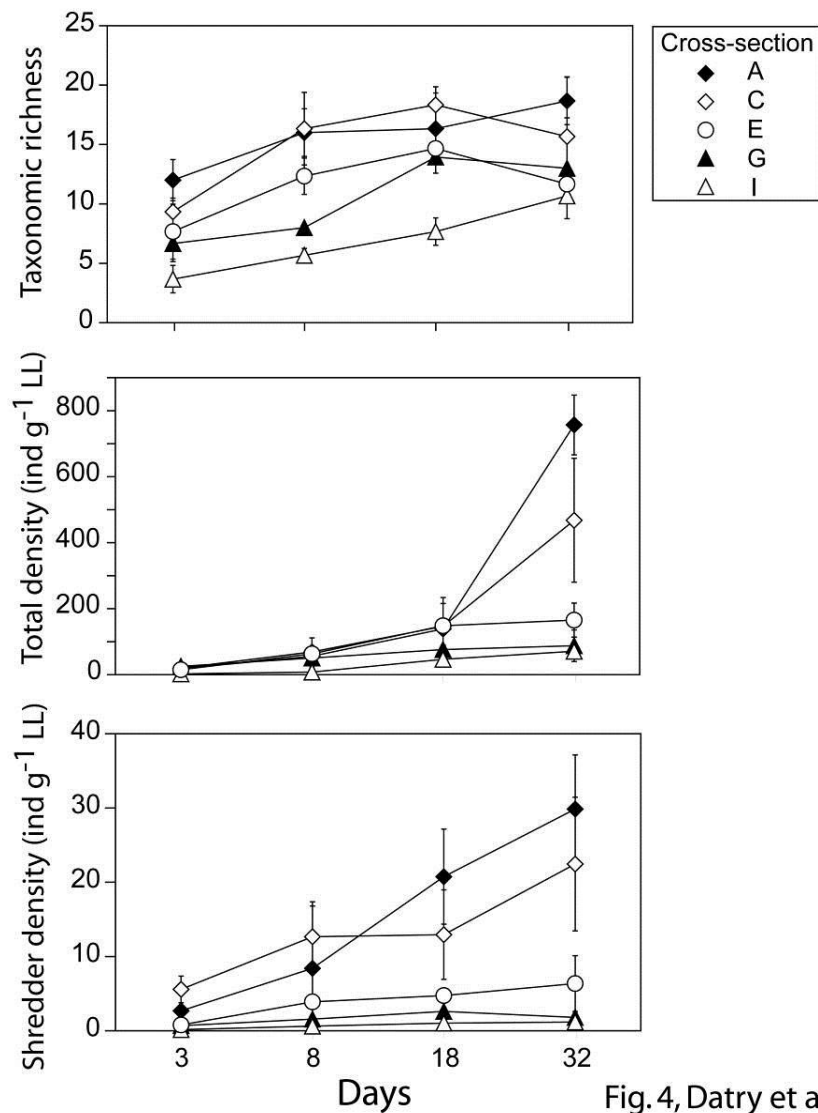 Cross-section
A
C
E
G
I
Taxonomic richness
25
20
15
10
5
0
Total density (ind g⁻¹ LL)
800
600
400
200
0
Shredder density (ind g⁻¹ LL)
40
30
20
10
0
3 8 18 32
Days
Fig. 4, Datry et a